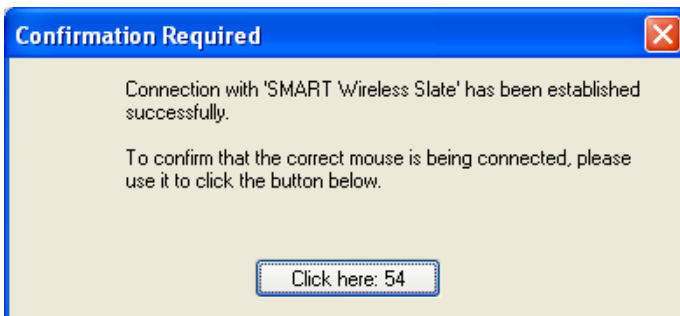 Confirmation Required
Connection with 'SMART Wireless Slate' has been established
successfully.
To confirm that the correct mouse is being connected, please
use it to click the button below.
Click here: 54